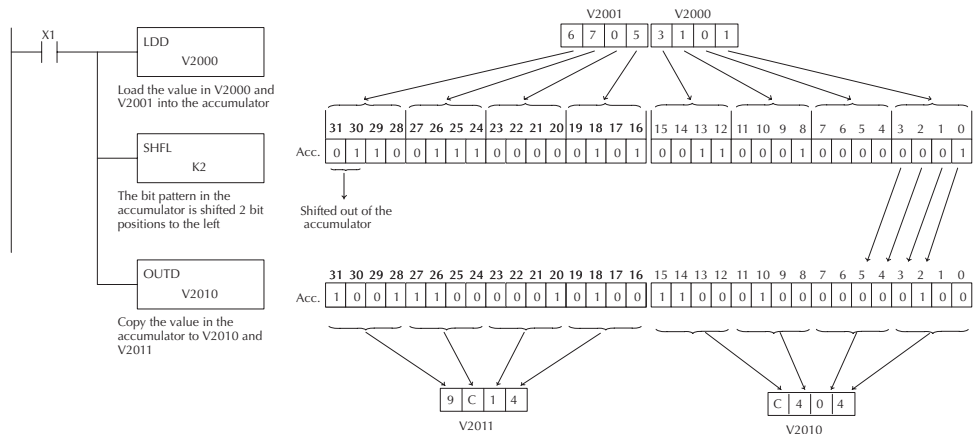 X1
LDD
V2000
Load the value in V2000 and
V2001 into the accumulator
SHFL
K2
The bit pattern in the
accumulator is shifted 2 bit
positions to the left
OUTD
V2010
Copy the value in the
accumulator to V2010 and
V2011
V2001 V2000
6 7 0 5 3 1 0 1
31 30 29 28 27 26 25 24 23 22 21 20 19 18 17 16 15 14 13 12 11 10 9 8 7 6 5 4 3 2 1 0
Acc. 0 1 1 0 0 1 1 1 0 0 0 0 0 1 0 1 0 0 1 1 0 0 0 1 0 0 0 0 0 0 0 1
Shifted out of the
accumulator
31 30 29 28 27 26 25 24 23 22 21 20 19 18 17 16 15 14 13 12 11 10 9 8 7 6 5 4 3 2 1 0
Acc. 1 0 0 1 1 1 0 0 0 0 0 1 0 1 0 0 1 1 0 0 0 1 0 0 0 0 0 0 0 1 0 0
9 C 1 4
V2011
C 4 0 4
V2010